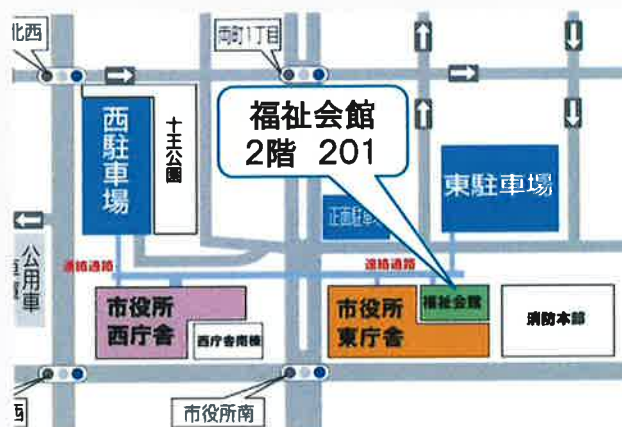 北西
両町1丁目
福祉会館
2階 201
西駐車場
十王公園
東駐車場
公用車
連絡通路
連絡通路
市役所
西庁舎
西庁舎南棟
市役所
東庁舎
福祉会館
消防本部
西
市役所南